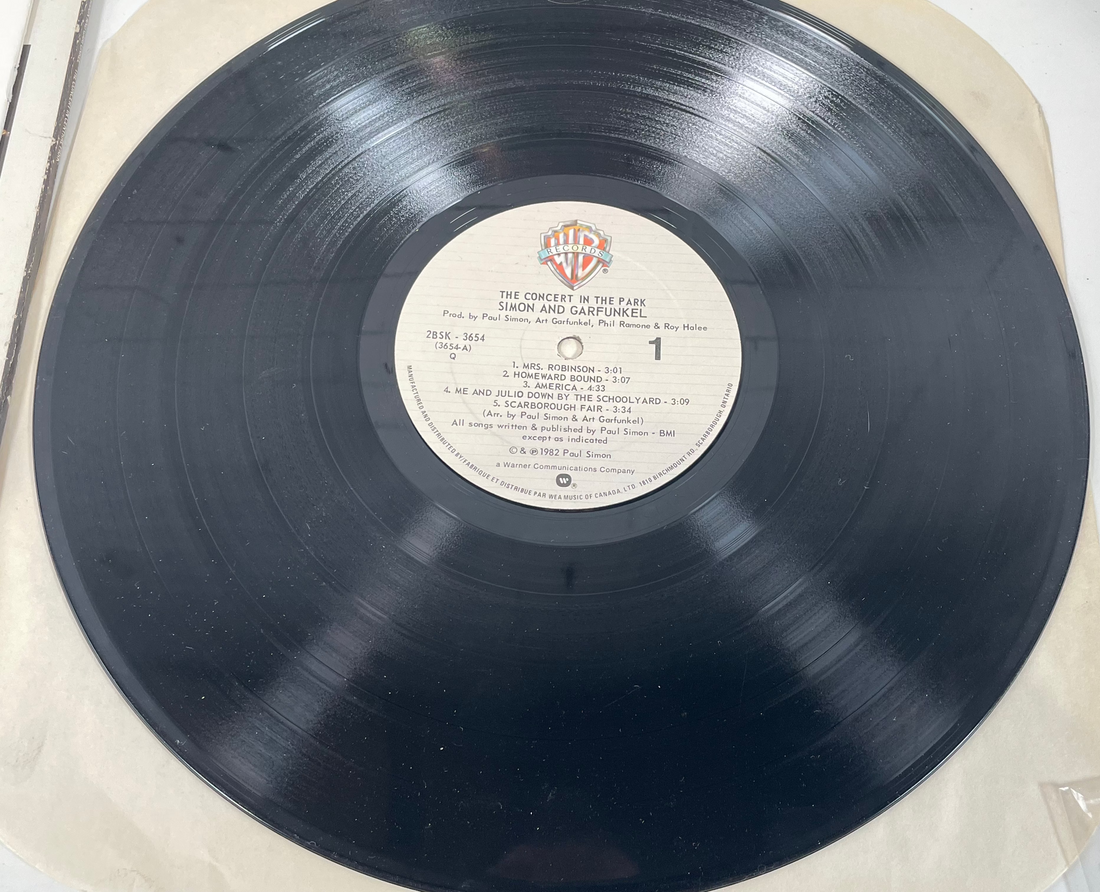 WB
RECORDS
®
THE CONCERT IN THE PARK
SIMON AND GARFUNKEL
Prod. by Paul Simon, Art Garfunkel, Phil Ramone & Roy Halee
2BSK - 3654
(3654-A)
Q
1
1. MRS. ROBINSON - 3:01
2. HOMEWARD BOUND - 3:07
3. AMERICA - 4:33
4. ME AND JULIO DOWN BY THE SCHOOLYARD - 3:09
5. SCARBOROUGH FAIR - 3:34
(Arr. by Paul Simon & Art Garfunkel)
All songs written & published by Paul Simon - BMI
except as indicated
© & ℗ 1982 Paul Simon
a Warner Communications Company
W ®
MANUFACTURED AND DISTRIBUTED BY/FABRIQUE ET DISTRIBUE PAR WEA MUSIC OF CANADA, LTD. 1810 BIRCHMOUNT RD. SCARBOROUGH, ONTARIO